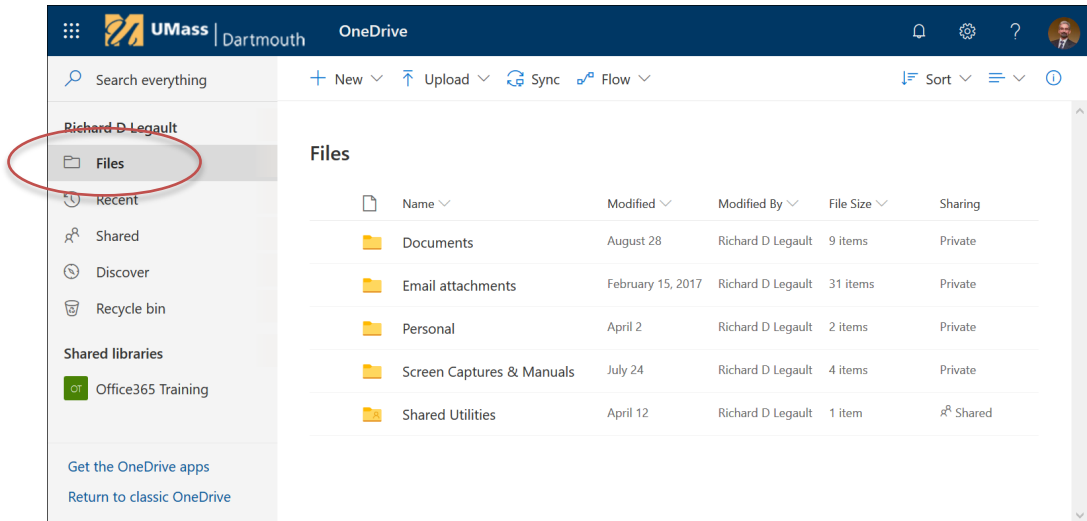 UMass | Dartmouth
OneDrive
Search everything
New
Upload
Sync
Flow
Sort
Richard D Legault
Files
Recent
Shared
Discover
Recycle bin
Shared libraries
OT Office365 Training
Get the OneDrive apps
Return to classic OneDrive
Files
Name Modified Modified By File Size Sharing
Documents August 28 Richard D Legault 9 items Private
Email attachments February 15, 2017 Richard D Legault 31 items Private
Personal April 2 Richard D Legault 2 items Private
Screen Captures & Manuals July 24 Richard D Legault 4 items Private
Shared Utilities April 12 Richard D Legault 1 item Shared